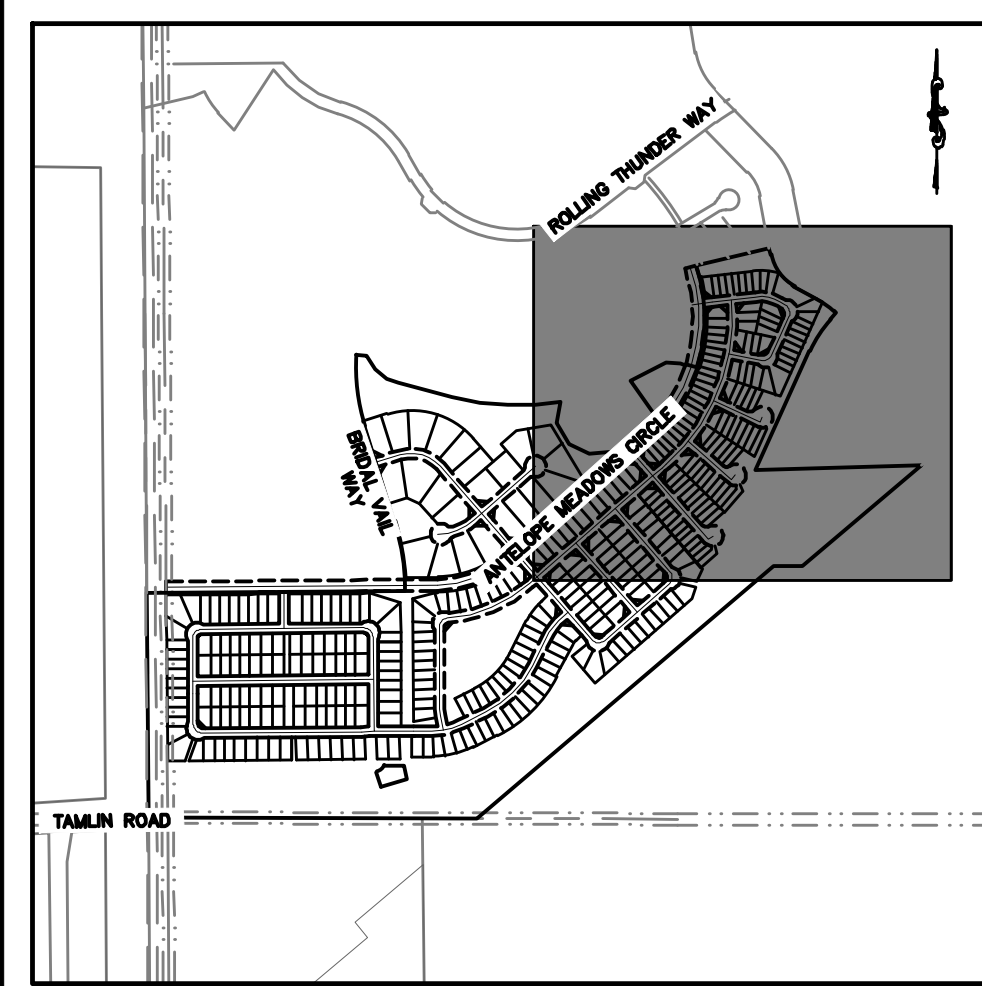 ROLLING THUNDER WAY
ANTELOPE MEADOWS CIRCLE
BRIDAL VAIL
WAY
TAMLIN ROAD